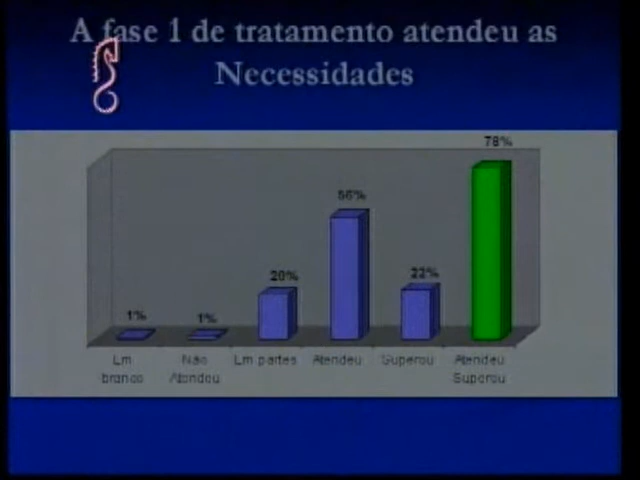 A fase 1 de tratamento atendeu as
Necessidades
78%
56%
20%
22%
1%
1%
Em
branco
Não
Atendeu
Em partes
Atendeu
Superou
Atendeu
Superou